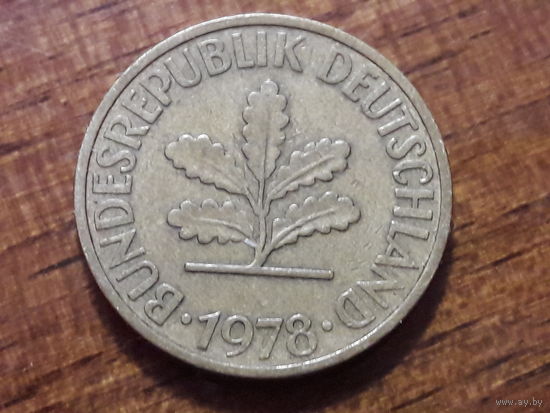 BUNDESREPUBLIK DEUTSCHLAND
· 1978 ·
www.ay.by